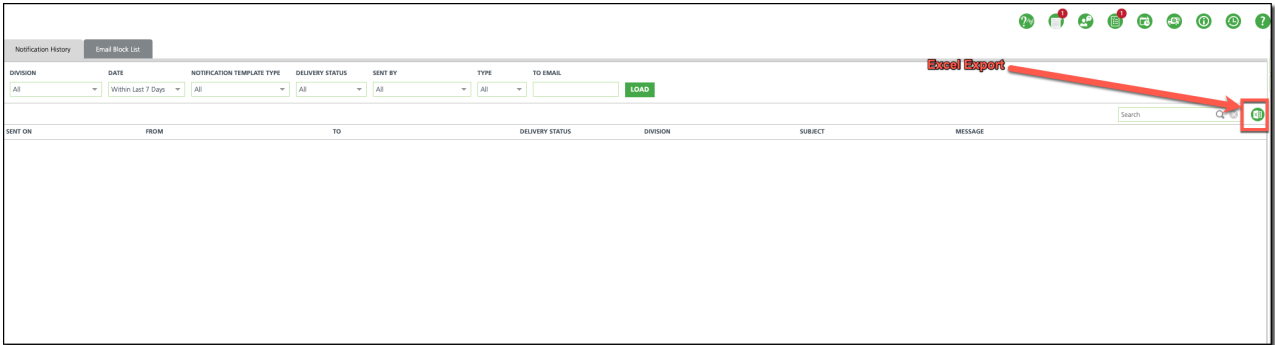 1 1
Notification History Email Block List
Excel Export
DIVISION DATE NOTIFICATION TEMPLATE TYPE DELIVERY STATUS SENT BY TYPE TO EMAIL
All Within Last 7 Days All All All All LOAD
Search
SENT ON FROM TO DELIVERY STATUS DIVISION SUBJECT MESSAGE